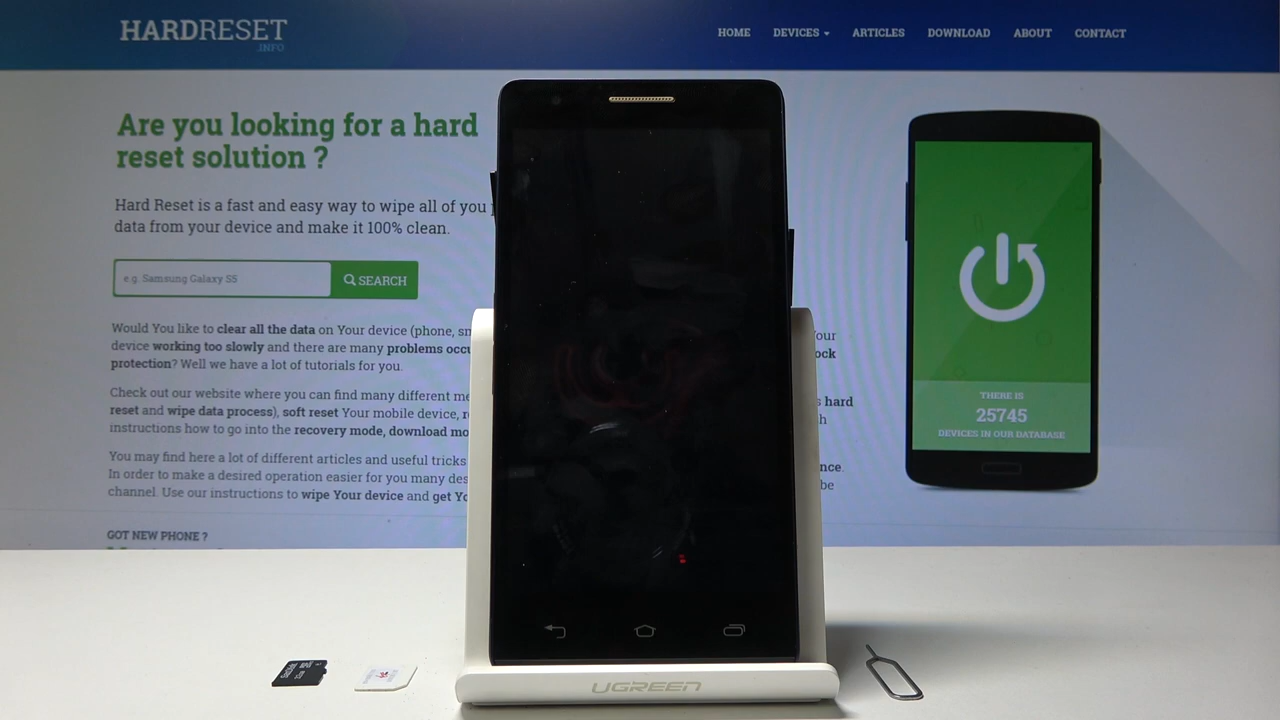 HARDRESET
.INFO
HOME DEVICES ARTICLES DOWNLOAD ABOUT CONTACT
Are you looking for a hard
reset solution ?
Hard Reset is a fast and easy way to wipe all of you
data from your device and make it 100% clean.
e.g. Samsung Galaxy S5
SEARCH
Would You like to clear all the data on Your device (phone,
device working too slowly and there are many problems
protection? Well we have a lot of tutorials for you.
Check out our website where you can find many different
reset and wipe data process), soft reset Your mobile device,
instructions how to go into the recovery mode, download
You may find here a lot of different articles and useful tricks
In order to make a desired operation easier for you many
channel. Use our instructions to wipe Your device and get
hard
be
GOT NEW PHONE ?
THERE IS
25745
DEVICES IN OUR DATABASE
UGREEN